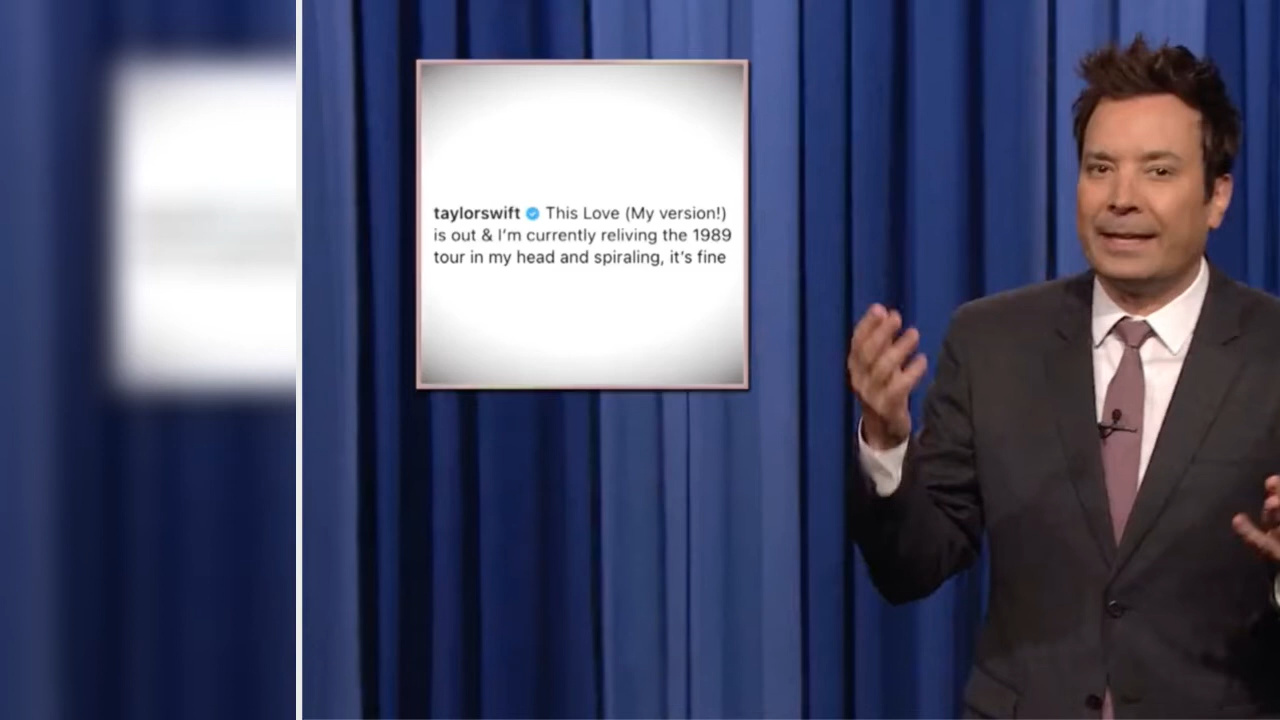 taylorswift This Love (My version!)
is out & I'm currently reliving the 1989
tour in my head and spiraling, it's fine